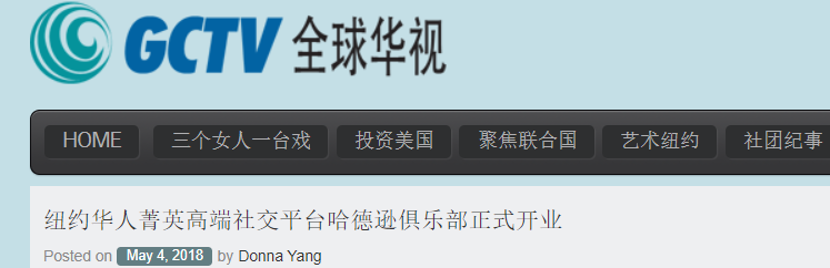 GCTV 全球华视
HOME 三个女人一台戏 投资美国 聚焦联合国 艺术纽约 社团纪事
纽约华人菁英高端社交平台哈德逊俱乐部正式开业
Posted on May 4, 2018 by Donna Yang